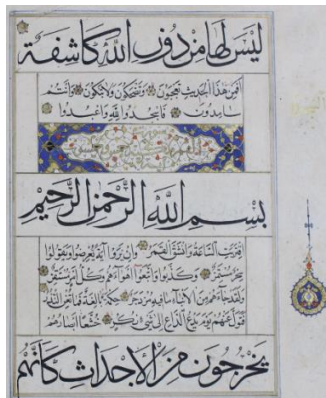 ليس لها من دون الله كاشفة
أفمن هذا الحديث تعجبون وتضحكون ولا تبكون وأنتم
سامدون فاسجدوا لله واعبدوا
بسم الله الرحمن الرحيم
اقتربت الساعة وانشق القمر وإن يروا آية يعرضوا ويقولوا
سحر مستمر وكذبوا واتبعوا أهواءهم وكل أمر مستقر
ولقد جاءهم من الأنباء ما فيه مزدجر حكمة بالغة فما تغن النذر
فتول عنهم يوم يدع الداع إلى شيء نكر خشعا أبصارهم
يخرجون من الأجداث كأنهم